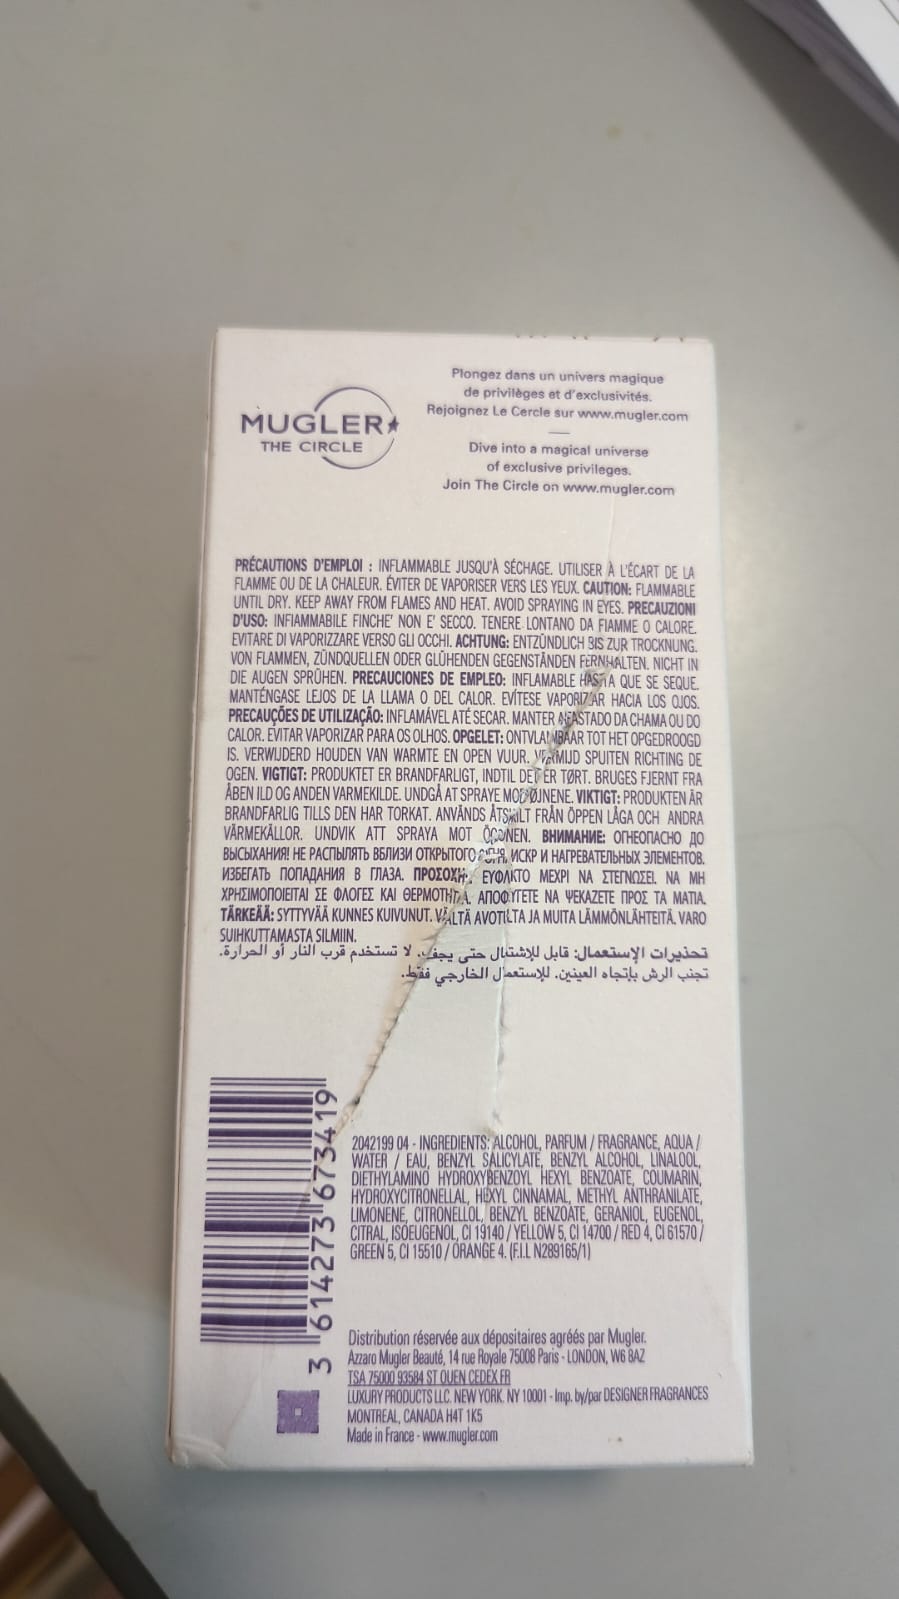 MUGLER
THE CIRCLE
Plongez dans un univers magique
de privilèges et d'exclusivités.
Rejoignez Le Cercle sur www.mugler.com
Dive into a magical universe
of exclusive privileges.
Join The Circle on www.mugler.com
PRÉCAUTIONS D'EMPLOI : INFLAMMABLE JUSQU'À SÉCHAGE. UTILISER À L'ÉCART DE LA
FLAMME OU DE LA CHALEUR. ÉVITER DE VAPORISER VERS LES YEUX. CAUTION: FLAMMABLE
UNTIL DRY. KEEP AWAY FROM FLAMES AND HEAT. AVOID SPRAYING IN EYES. PRECAUZIONI
D'USO: INFIAMMABILE FINCHE' NON E' SECCO. TENERE LONTANO DA FIAMME O CALORE.
EVITARE DI VAPORIZZARE VERSO GLI OCCHI. ACHTUNG: ENTZÜNDLICH BIS ZUR TROCKNUNG.
VON FLAMMEN, ZÜNDQUELLEN ODER GLÜHENDEN GEGENSTÄNDEN FERNHALTEN. NICHT IN
DIE AUGEN SPRÜHEN. PRECAUCIONES DE EMPLEO: INFLAMABLE HASTA QUE SE SEQUE.
MANTÉNGASE LEJOS DE LA LLAMA O DEL CALOR. EVÍTESE VAPORIZAR HACIA LOS OJOS.
PRECAUÇÕES DE UTILIZAÇÃO: INFLAMÁVEL ATÉ SECAR. MANTER AFASTADO DA CHAMA OU DO
CALOR. EVITAR VAPORIZAR PARA OS OLHOS. OPGELET: ONTVLAMBAAR TOT HET OPGEDROOGD
IS. VERWIJDERD HOUDEN VAN WARMTE EN OPEN VUUR. VERMIJD SPUITEN RICHTING DE
OGEN. VIGTIGT: PRODUKTET ER BRANDFARLIGT, INDTIL DET ER TØRT. BRUGES FJERNT FRA
ÅBEN ILD OG ANDEN VARMEKILDE. UNDGÅ AT SPRAYE MOD ØJNENE. VIKTIGT: PRODUKTEN ÄR
BRANDFARLIG TILLS DEN HAR TORKAT. ANVÄNDS ÅTSKILT FRÅN ÖPPEN LÅGA OCH ANDRA
VÄRMEKÄLLOR. UNDVIK ATT SPRAYA MOT ÖGONEN. ВНИМАНИЕ: ОГНЕОПАСНО ДО
ВЫСЫХАНИЯ! НЕ РАСПЫЛЯТЬ ВБЛИЗИ ОТКРЫТОГО ОГНЯ, ИСКР И НАГРЕВАТЕЛЬНЫХ ЭЛЕМЕНТОВ.
ИЗБЕГАТЬ ПОПАДАНИЯ В ГЛАЗА. ΠΡΟΣΟΧΗ: ΕΥΦΛΕΚΤΟ ΜΕΧΡΙ ΝΑ ΣΤΕΓΝΩΣΕΙ. ΝΑ ΜΗ
ΧΡΗΣΙΜΟΠΟΙΕΙΤΑΙ ΣΕ ΦΛΟΓΕΣ ΚΑΙ ΘΕΡΜΟΤΗΤΑ. ΑΠΟΦΥΓΕΤΕ ΝΑ ΨΕΚΑΖΕΤΕ ΠΡΟΣ ΤΑ ΜΑΤΙΑ.
TÄRKEÄÄ: SYTTYVÄÄ KUNNES KUIVUNUT. VÄLTÄ AVOTULTA JA MUITA LÄMMÖNLÄHTEITÄ. VARO
SUIHKUTTAMASTA SILMIIN.
تحذيرات الإستعمال: قابل للإشتعال حتى يجف. لا تستخدم قرب النار أو الحرارة.
تجنب الرش بإتجاه العينين. للإستعمال الخارجي فقط.
2042199 04 - INGREDIENTS: ALCOHOL, PARFUM / FRAGRANCE, AQUA /
WATER / EAU, BENZYL SALICYLATE, BENZYL ALCOHOL, LINALOOL,
DIETHYLAMINO HYDROXYBENZOYL HEXYL BENZOATE, COUMARIN,
HYDROXYCITRONELLAL, HEXYL CINNAMAL, METHYL ANTHRANILATE,
LIMONENE, CITRONELLOL, BENZYL BENZOATE, GERANIOL, EUGENOL,
CITRAL, ISOEUGENOL, CI 19140 / YELLOW 5, CI 14700 / RED 4, CI 61570 /
GREEN 5, CI 15510 / ORANGE 4. (F.I.L N289165/1)
3 614273 673419
Distribution réservée aux dépositaires agréés par Mugler.
Azzaro Mugler Beauté, 14 rue Royale 75008 Paris - LONDON, W6 8AZ
TSA 75000 93584 ST OUEN CEDEX FR
LUXURY PRODUCTS LLC. NEW YORK. NY 10001 - Imp. by/par DESIGNER FRAGRANCES
MONTREAL, CANADA H4T 1K5
Made in France - www.mugler.com